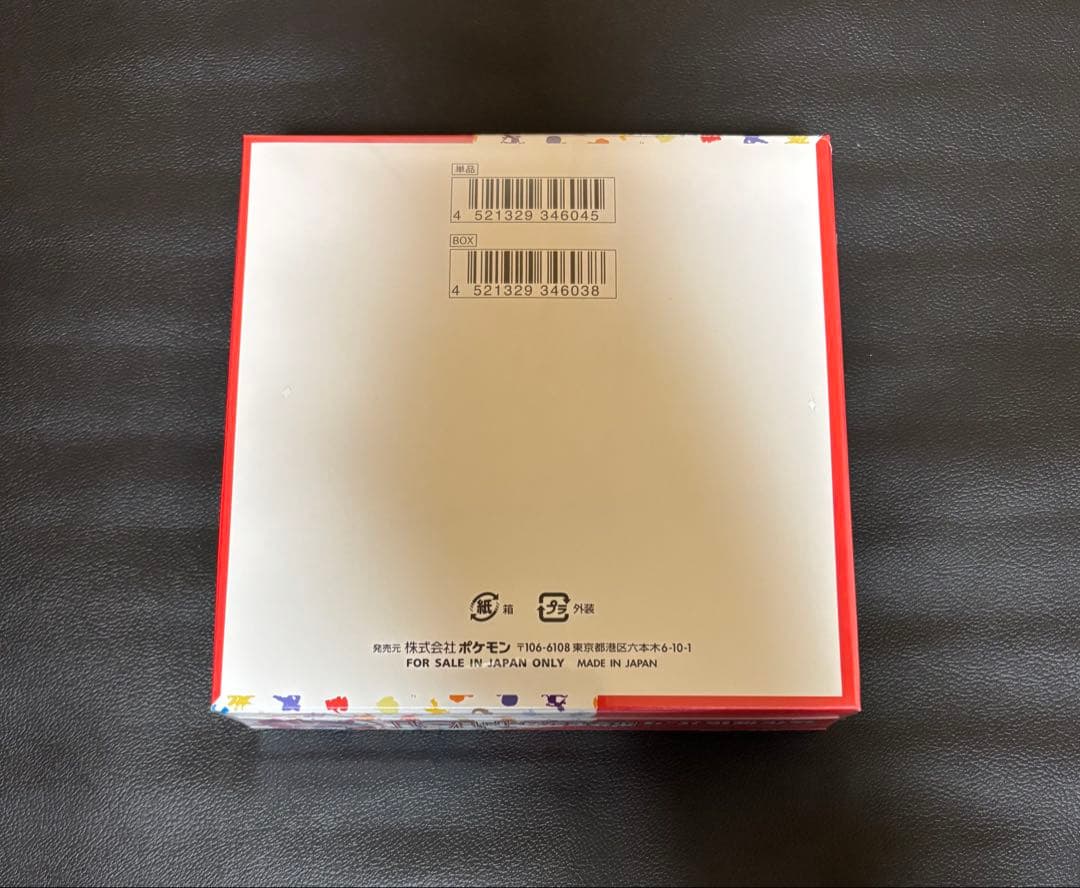 単品
4 521329 346045
BOX
4 521329 346038
紙 箱 プラ 外装
発売元 株式会社 ポケモン 〒106-6108 東京都港区六本木6-10-1
FOR SALE IN JAPAN ONLY MADE IN JAPAN